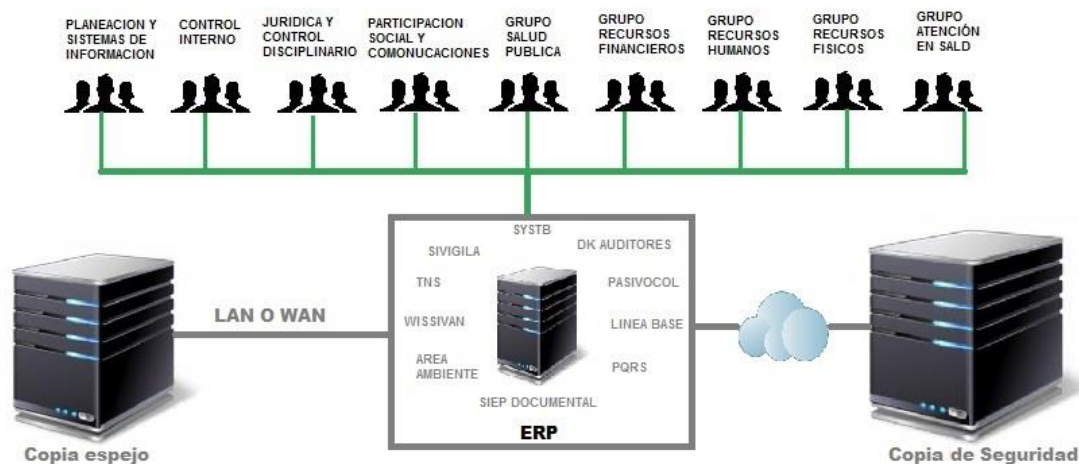 PLANEACION Y
SISTEMAS DE
INFORMACION
CONTROL
INTERNO
JURIDICA Y
CONTROL
DISCIPLINARIO
PARTICIPACION
SOCIAL Y
COMONUCACIONES
GRUPO
SALUD
PUBLICA
GRUPO
RECURSOS
FINANCIEROS
GRUPO
RECURSOS
HUMANOS
GRUPO
RECURSOS
FISICOS
GRUPO
ATENCIÓN
EN SALD
SYSTB
SIVIGILA
DK AUDITORES
TNS
PASIVOCOL
LAN O WAN
WISSIVAN
LINEA BASE
AREA
AMBIENTE
PQRS
SIEP DOCUMENTAL
ERP
Copia espejo
Copia de Seguridad